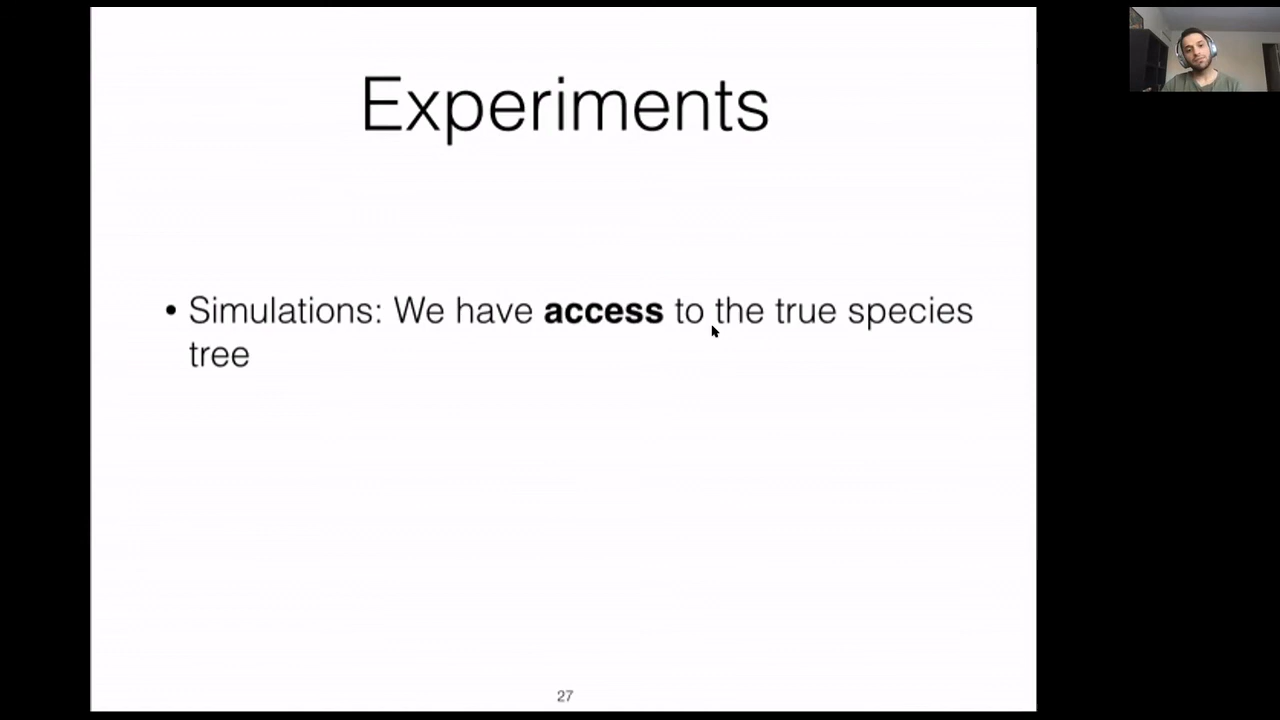 Experiments
• Simulations: We have access to the true species
tree
27